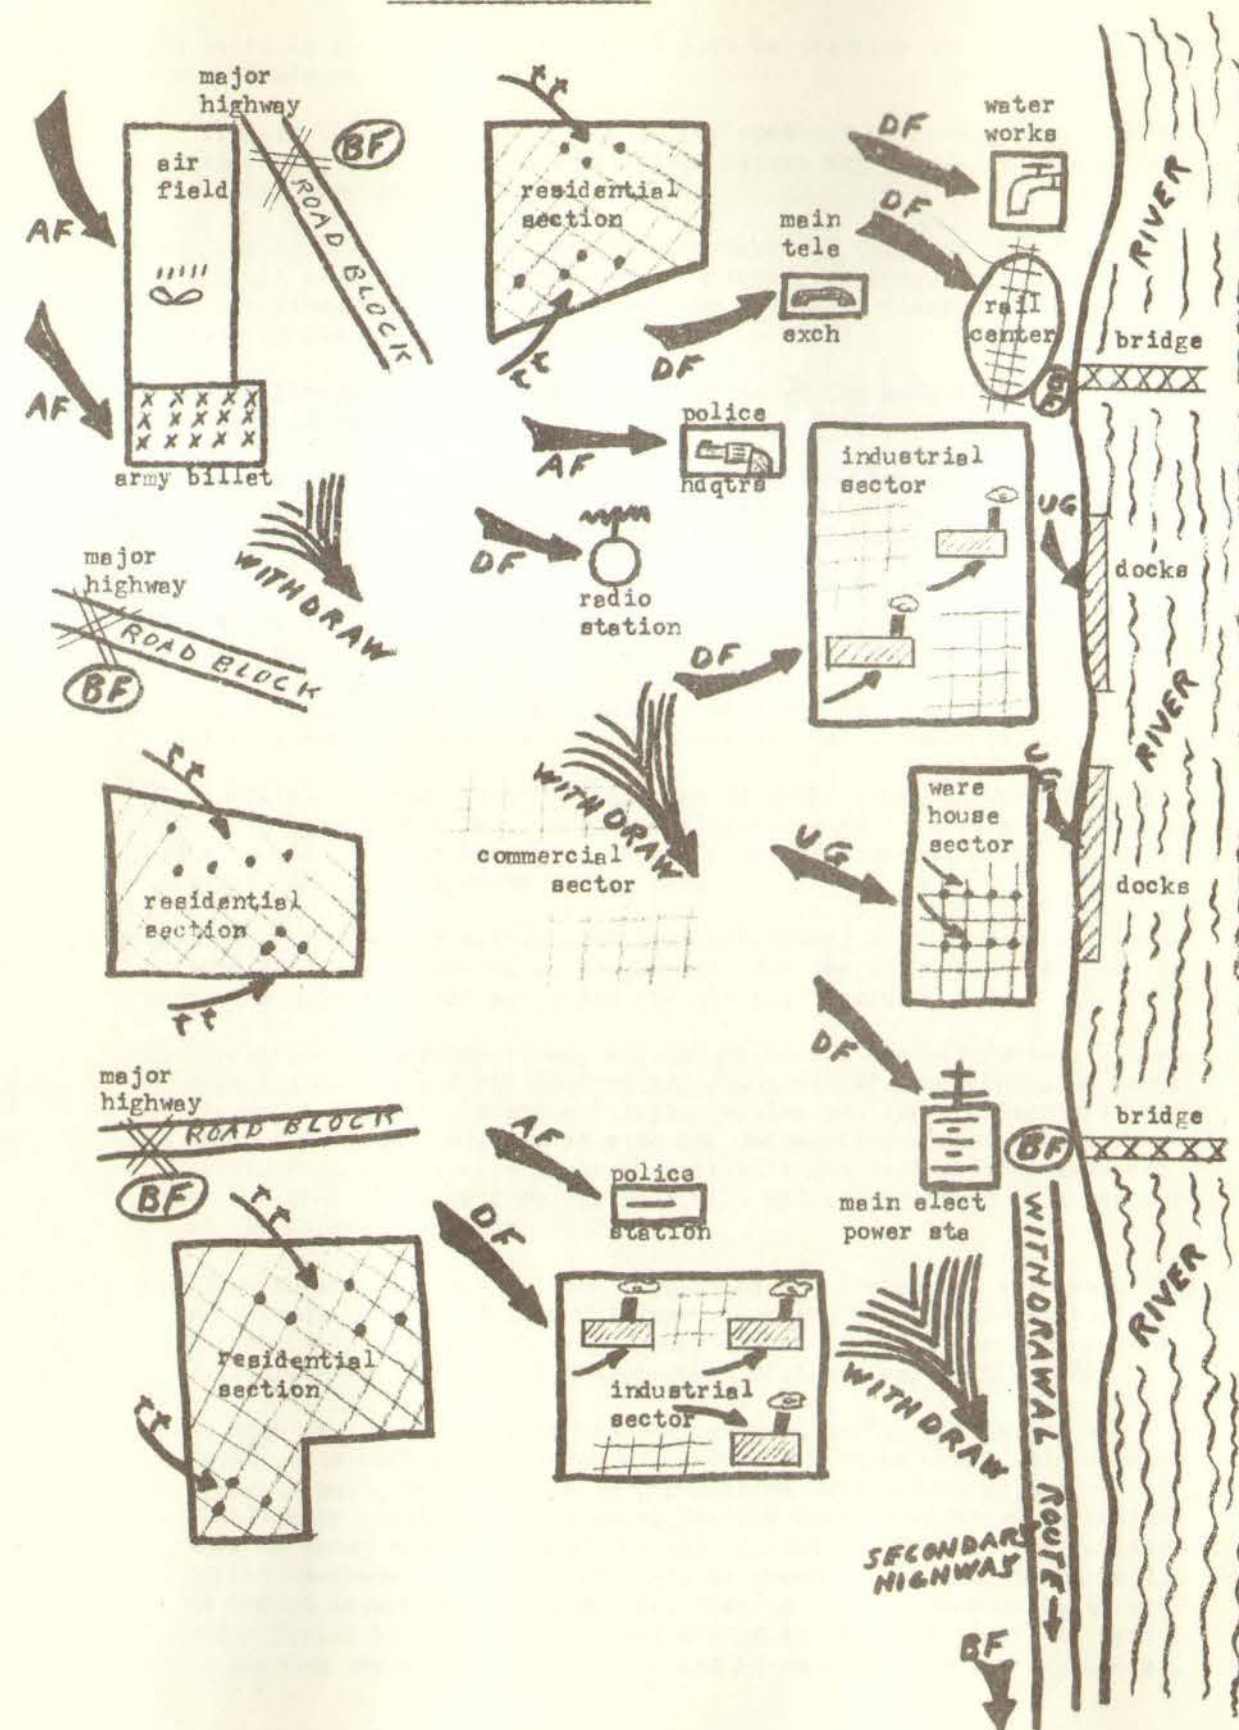 major
highway
BF
air
field
ROAD BLOCK
AF
AF
army billet
rr
residential
section
rr
DF
water
works
DF
main
tele
exch
DF
rail
center
RIVER
bridge
police
hdqtrs
AF
DF
radio
station
industrial
sector
UG
docks
DF
WITHDRAW
major
highway
ROAD BLOCK
BF
RIVER
rr
residential
section
rr
WITHDRAW
commercial
sector
UG
ware
house
sector
UG
docks
DF
major
highway
ROAD BLOCK
BF
AF
police
station
main elect
power sta
BF
bridge
rr
residential
section
rr
DF
industrial
sector
WITHDRAW
WITHDRAWAL ROUTE
RIVER
SECONDARY
HIGHWAY
BF